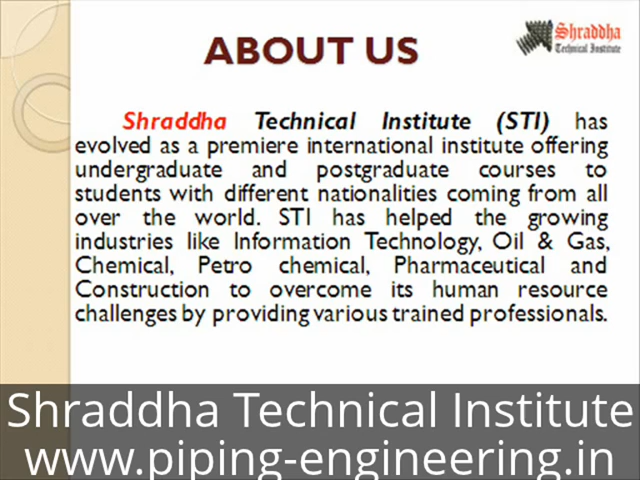 ABOUT US
Shraddha
Technical Institute
Shraddha Technical Institute (STI) has
evolved as a premiere international institute offering
undergraduate and postgraduate courses to
students with different nationalities coming from all
over the world. STI has helped the growing
industries like Information Technology, Oil & Gas,
Chemical, Petro chemical, Pharmaceutical and
Construction to overcome its human resource
challenges by providing various trained professionals.
Shraddha Technical Institute
www.piping-engineering.in